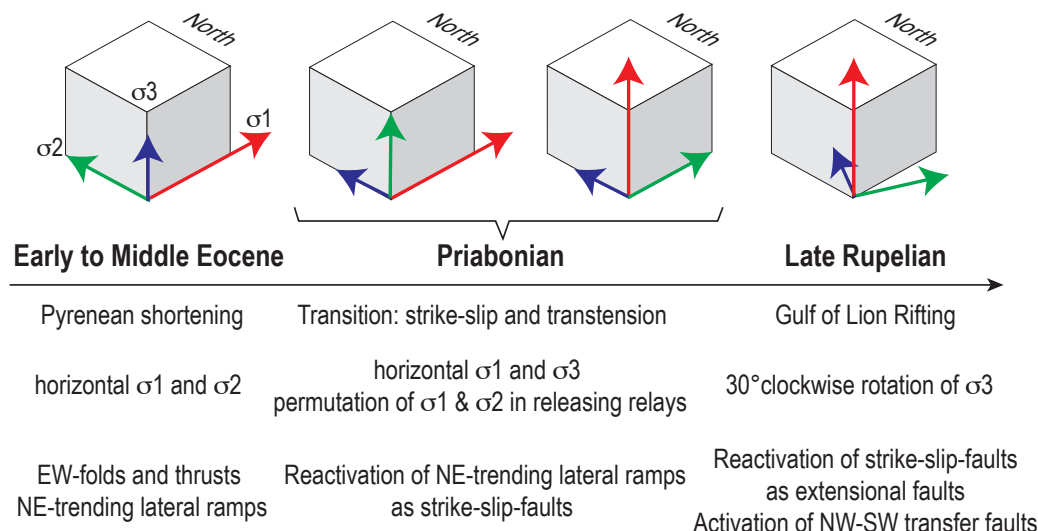 North
North
North
North
σ3
σ1
σ2
Early to Middle Eocene
Priabonian
Late Rupelian
Pyrenean shortening
Transition: strike-slip and transtension
Gulf of Lion Rifting
horizontal σ1 and σ2
horizontal σ1 and σ3
permutation of σ1 & σ2 in releasing relays
30°clockwise rotation of σ3
EW-folds and thrusts
NE-trending lateral ramps
Reactivation of NE-trending lateral ramps
as strike-slip-faults
Reactivation of strike-slip-faults
as extensional faults
Activation of NW-SW transfer faults